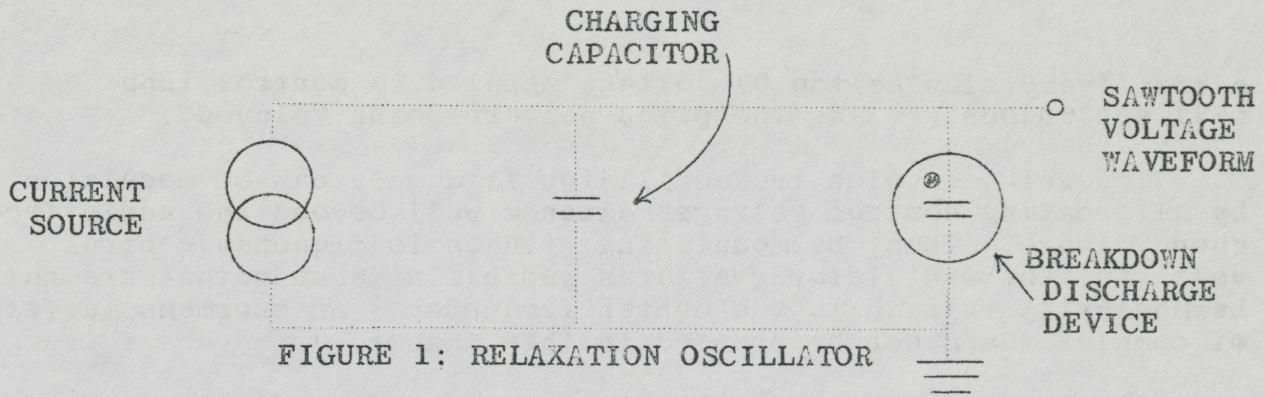 CHARGING
CAPACITOR
SAWTOOTH
VOLTAGE
WAVEFORM
CURRENT
SOURCE
BREAKDOWN
DISCHARGE
DEVICE
FIGURE 1: RELAXATION OSCILLATOR